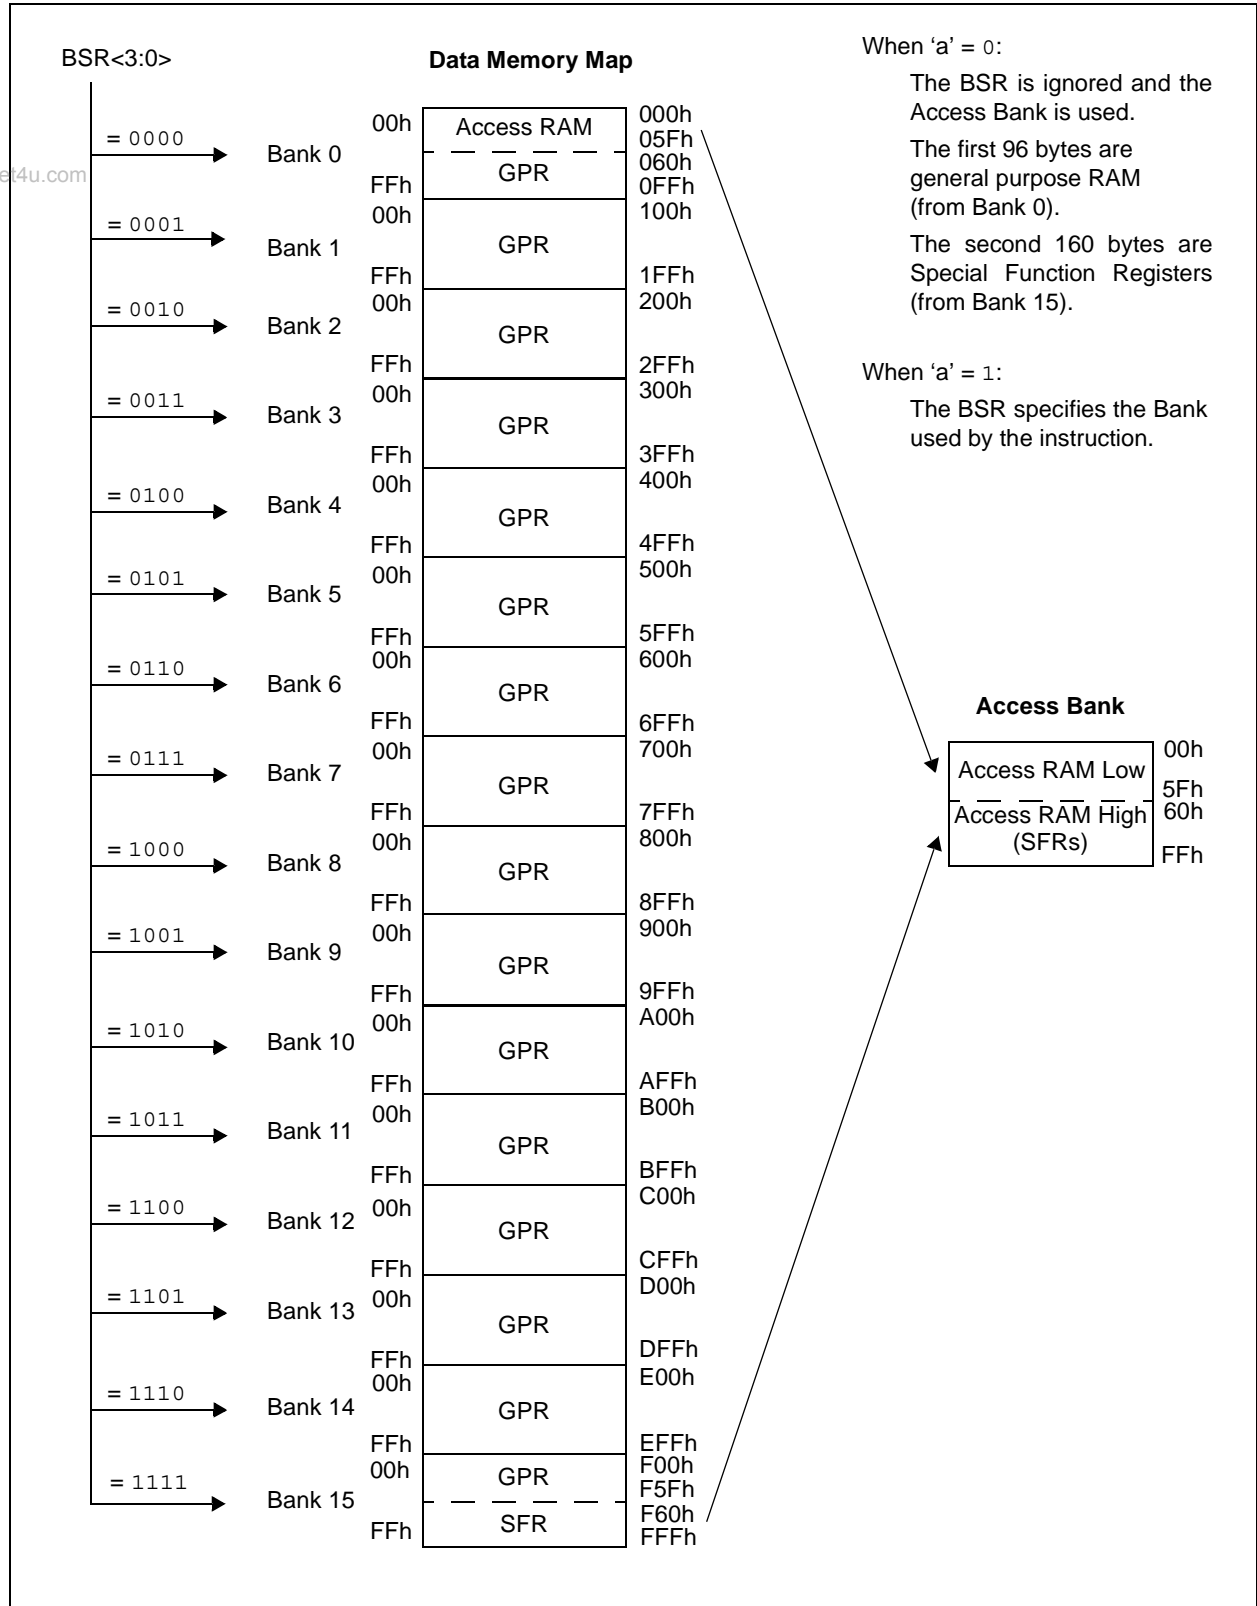 BSR<3:0>
Data Memory Map
When ‘a’ = 0:
The BSR is ignored and the
Access Bank is used.
The first 96 bytes are
general purpose RAM
(from Bank 0).
The second 160 bytes are
Special Function Registers
(from Bank 15).
When ‘a’ = 1:
The BSR specifies the Bank
used by the instruction.
et4u.com
= 0000
Bank 0
00h
Access RAM
000h
05Fh
060h
GPR
FFh
0FFh
= 0001
Bank 1
00h
100h
GPR
FFh
1FFh
= 0010
Bank 2
00h
200h
GPR
FFh
2FFh
= 0011
Bank 3
00h
300h
GPR
FFh
3FFh
= 0100
Bank 4
00h
400h
GPR
FFh
4FFh
= 0101
Bank 5
00h
500h
GPR
FFh
5FFh
= 0110
Bank 6
00h
600h
GPR
FFh
6FFh
= 0111
Bank 7
00h
700h
GPR
FFh
7FFh
= 1000
Bank 8
00h
800h
GPR
FFh
8FFh
= 1001
Bank 9
00h
900h
GPR
FFh
9FFh
= 1010
Bank 10
00h
A00h
GPR
FFh
AFFh
= 1011
Bank 11
00h
B00h
GPR
FFh
BFFh
= 1100
Bank 12
00h
C00h
GPR
FFh
CFFh
= 1101
Bank 13
00h
D00h
GPR
FFh
DFFh
= 1110
Bank 14
00h
E00h
GPR
FFh
EFFh
= 1111
Bank 15
00h
F00h
GPR
F5Fh
F60h
SFR
FFh
FFFh
Access Bank
Access RAM Low
00h
5Fh
Access RAM High
(SFRs)
60h
FFh